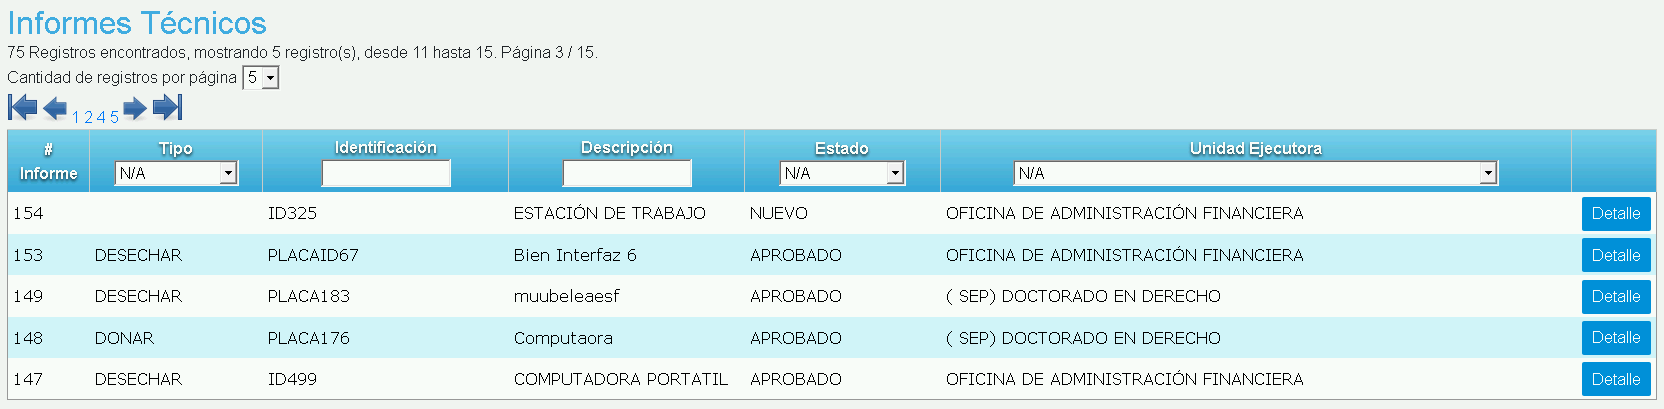 Informes Técnicos
75 Registros encontrados, mostrando 5 registro(s), desde 11 hasta 15. Página 3 / 15.
Cantidad de registros por página 5
1 2 4 5
# Informe Tipo Identificación Descripción Estado Unidad Ejecutora
N/A N/A N/A
154 ID325 ESTACIÓN DE TRABAJO NUEVO OFICINA DE ADMINISTRACIÓN FINANCIERA Detalle
153 DESECHAR PLACAID67 Bien Interfaz 6 APROBADO OFICINA DE ADMINISTRACIÓN FINANCIERA Detalle
149 DESECHAR PLACA183 muubeleaesf APROBADO ( SEP) DOCTORADO EN DERECHO Detalle
148 DONAR PLACA176 Computaora APROBADO ( SEP) DOCTORADO EN DERECHO Detalle
147 DESECHAR ID499 COMPUTADORA PORTATIL APROBADO OFICINA DE ADMINISTRACIÓN FINANCIERA Detalle